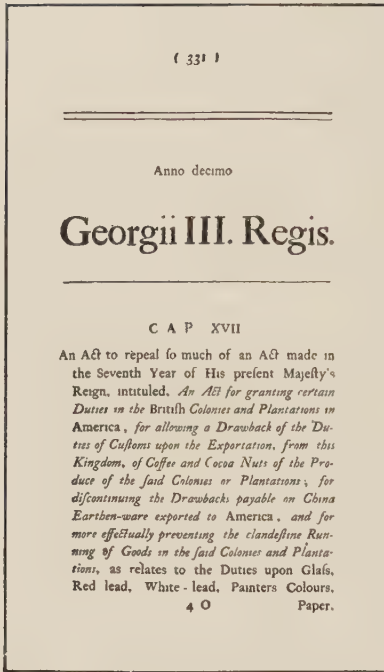 ( 331 )
Anno decimo
Georgii III. Regis.
CAP XVII
An Act to repeal ſo much of an Act made in
the Seventh Year of His preſent Majeſty's
Reign, intituled, An Act for granting certain
Duties in the Britiſh Colonies and Plantations in
America, for allowing a Drawback of the Du-
ties of Cuſtoms upon the Exportation, from this
Kingdom, of Coffee and Cocoa Nuts of the Pro-
duce of the ſaid Colonies or Plantations; for
diſcontinuing the Drawbacks payable on China
Earthen-ware exported to America, and for
more effectually preventing the clandeſtine Run-
ning of Goods in the ſaid Colonies and Planta-
tions, as relates to the Duties upon Glaſs,
Red lead, White-lead, Painters Colours,
4 O Paper,